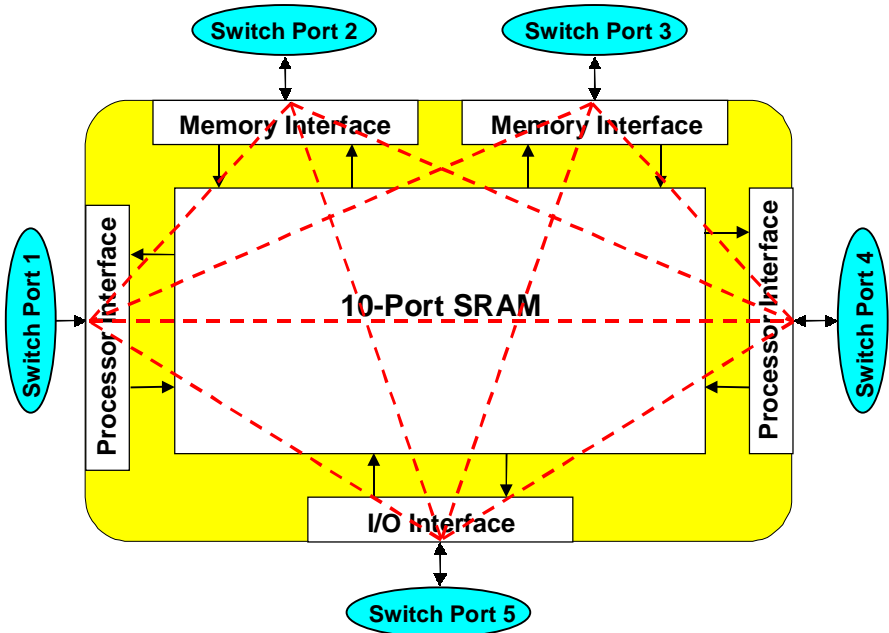 Switch Port 2
Switch Port 3
Memory Interface
Memory Interface
Switch Port 1
Processor Interface
10-Port SRAM
Processor Interface
Switch Port 4
I/O Interface
Switch Port 5